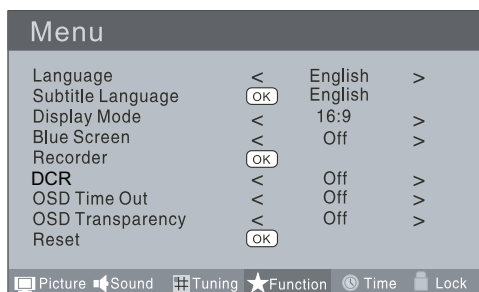 Menu
Language < English >
Subtitle Language OK English
Display Mode < 16:9 >
Blue Screen < Off >
Recorder OK
DCR < Off >
OSD Time Out < Off >
OSD Transparency < Off >
Reset OK
Picture Sound Tuning Function Time Lock